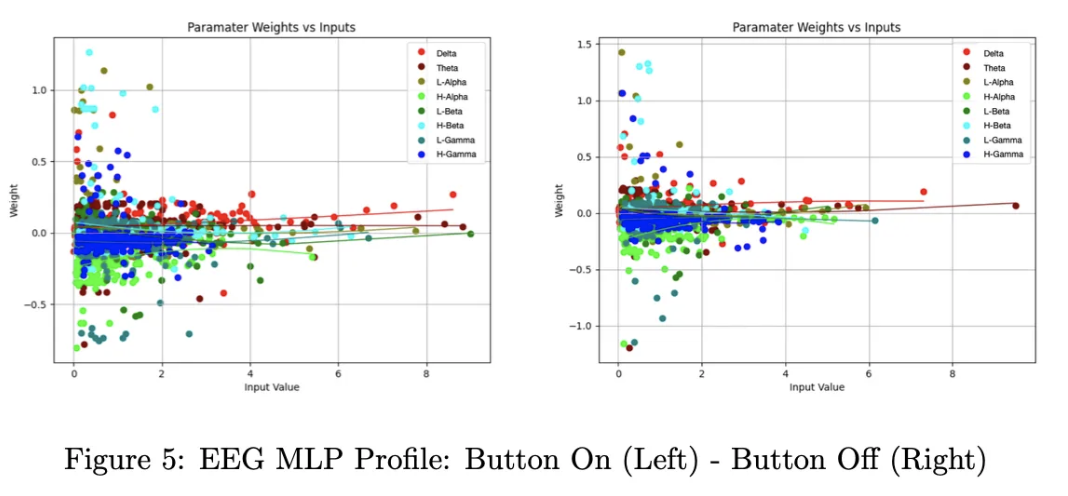 Paramater Weights vs Inputs
Weight
1.0
0.5
0.0
−0.5
0
2
4
6
8
Input Value
Delta
Theta
L-Alpha
H-Alpha
L-Beta
H-Beta
L-Gamma
H-Gamma
Paramater Weights vs Inputs
Weight
1.5
1.0
0.5
0.0
−0.5
−1.0
0
2
4
6
8
Input Value
Delta
Theta
L-Alpha
H-Alpha
L-Beta
H-Beta
L-Gamma
H-Gamma
Figure 5: EEG MLP Profile: Button On (Left) - Button Off (Right)